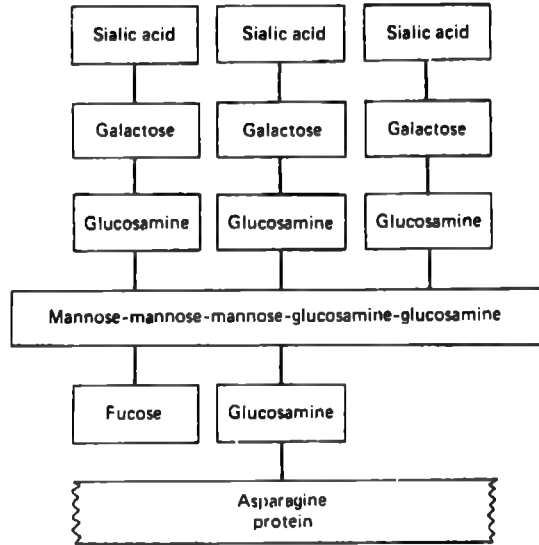 Sialic acid Sialic acid Sialic acid
Galactose Galactose Galactose
Glucosamine Glucosamine Glucosamine
Mannose-mannose-mannose-glucosamine-glucosamine
Fucose Glucosamine
Asparagine
protein